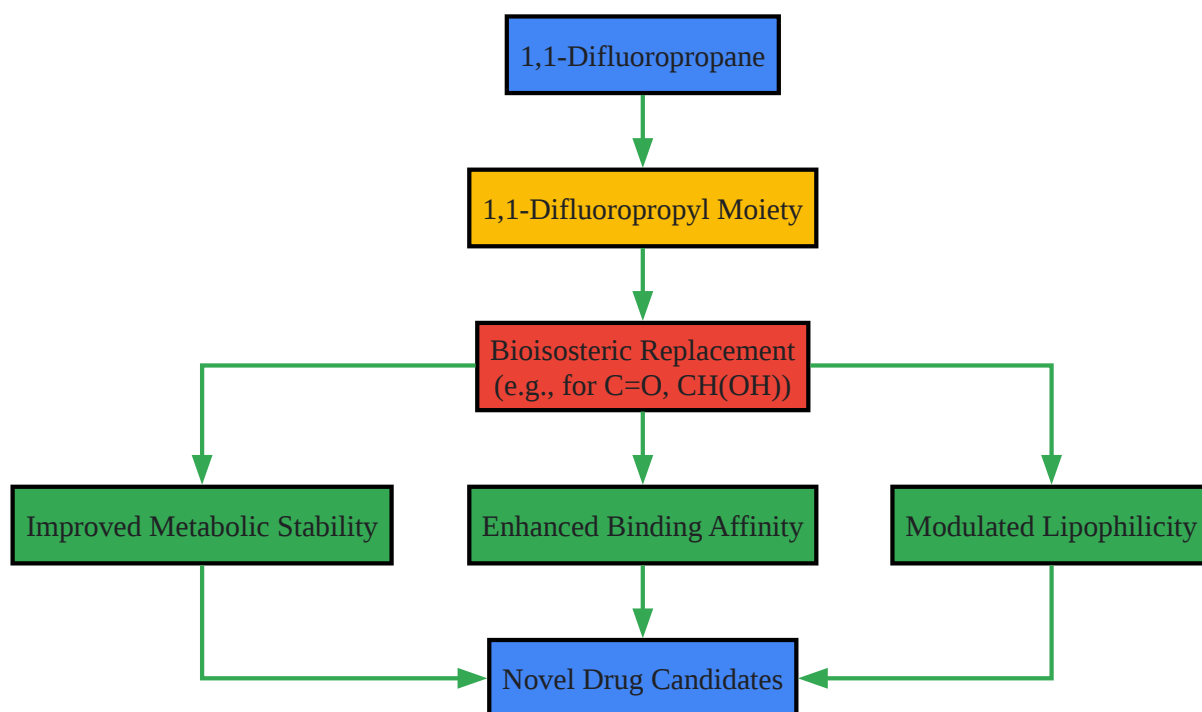 1,1-Difluoropropane
1,1-Difluoropropyl Moiety
Bioisosteric Replacement
(e.g., for C=O, CH(OH))
Improved Metabolic Stability
Enhanced Binding Affinity
Modulated Lipophilicity
Novel Drug Candidates